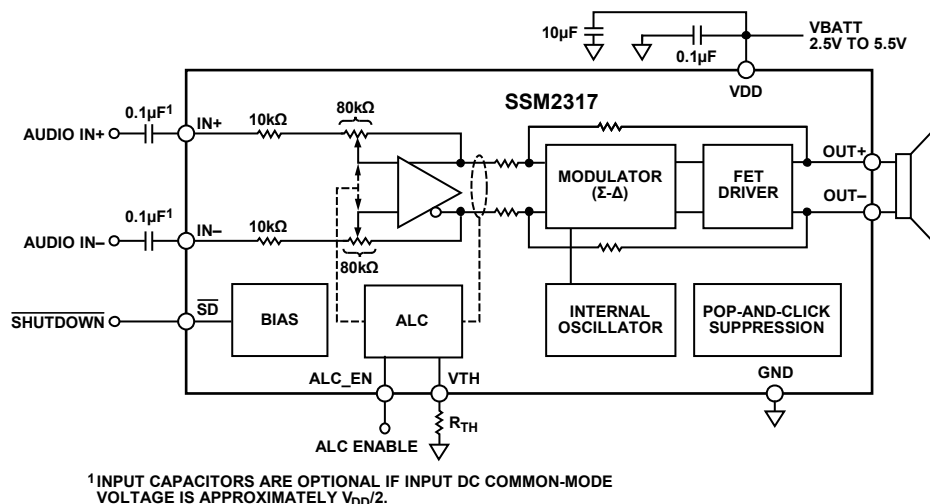 10µF
0.1µF
VBATT
2.5V TO 5.5V
VDD
SSM2317
AUDIO IN+
0.1µF1
IN+
10kΩ
80kΩ
MODULATOR
(Σ-Δ)
FET
DRIVER
OUT+
OUT–
AUDIO IN–
0.1µF1
IN–
10kΩ
80kΩ
SHUTDOWN
SD
BIAS
ALC
INTERNAL
OSCILLATOR
POP-AND-CLICK
SUPPRESSION
ALC_EN
VTH
GND
RTH
ALC ENABLE
1 INPUT CAPACITORS ARE OPTIONAL IF INPUT DC COMMON-MODE
VOLTAGE IS APPROXIMATELY VDD/2.